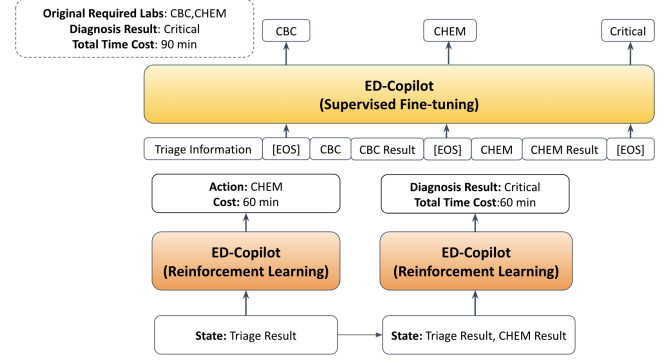 Original Required Labs: CBC,CHEM
Diagnosis Result: Critical
Total Time Cost: 90 min
CBC
CHEM
Critical
ED-Copilot
(Supervised Fine-tuning)
Triage Information
[EOS]
CBC
CBC Result
[EOS]
CHEM
CHEM Result
[EOS]
Action: CHEM
Cost: 60 min
Diagnosis Result: Critical
Total Time Cost:60 min
ED-Copilot
(Reinforcement Learning)
ED-Copilot
(Reinforcement Learning)
State: Triage Result
State: Triage Result, CHEM Result